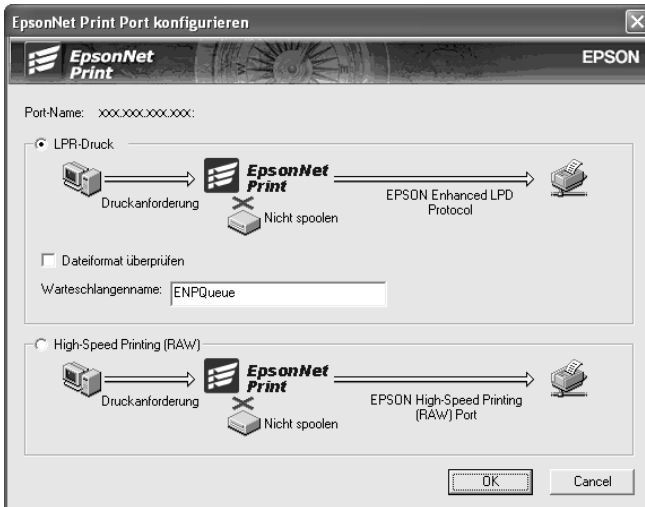 EpsonNet Print Port konfigurieren
EpsonNet
Print
EPSON
Port-Name: xxx.xxx.xxx.xxx:
LPR-Druck
EpsonNet
Print
Druckanforderung
EPSON Enhanced LPD
Protocol
Nicht spoolen
Dateiformat überprüfen
Warteschlangenname: ENPQueue
High-Speed Printing (RAW)
EpsonNet
Print
Druckanforderung
EPSON High-Speed Printing
(RAW) Port
Nicht spoolen
OK
Cancel